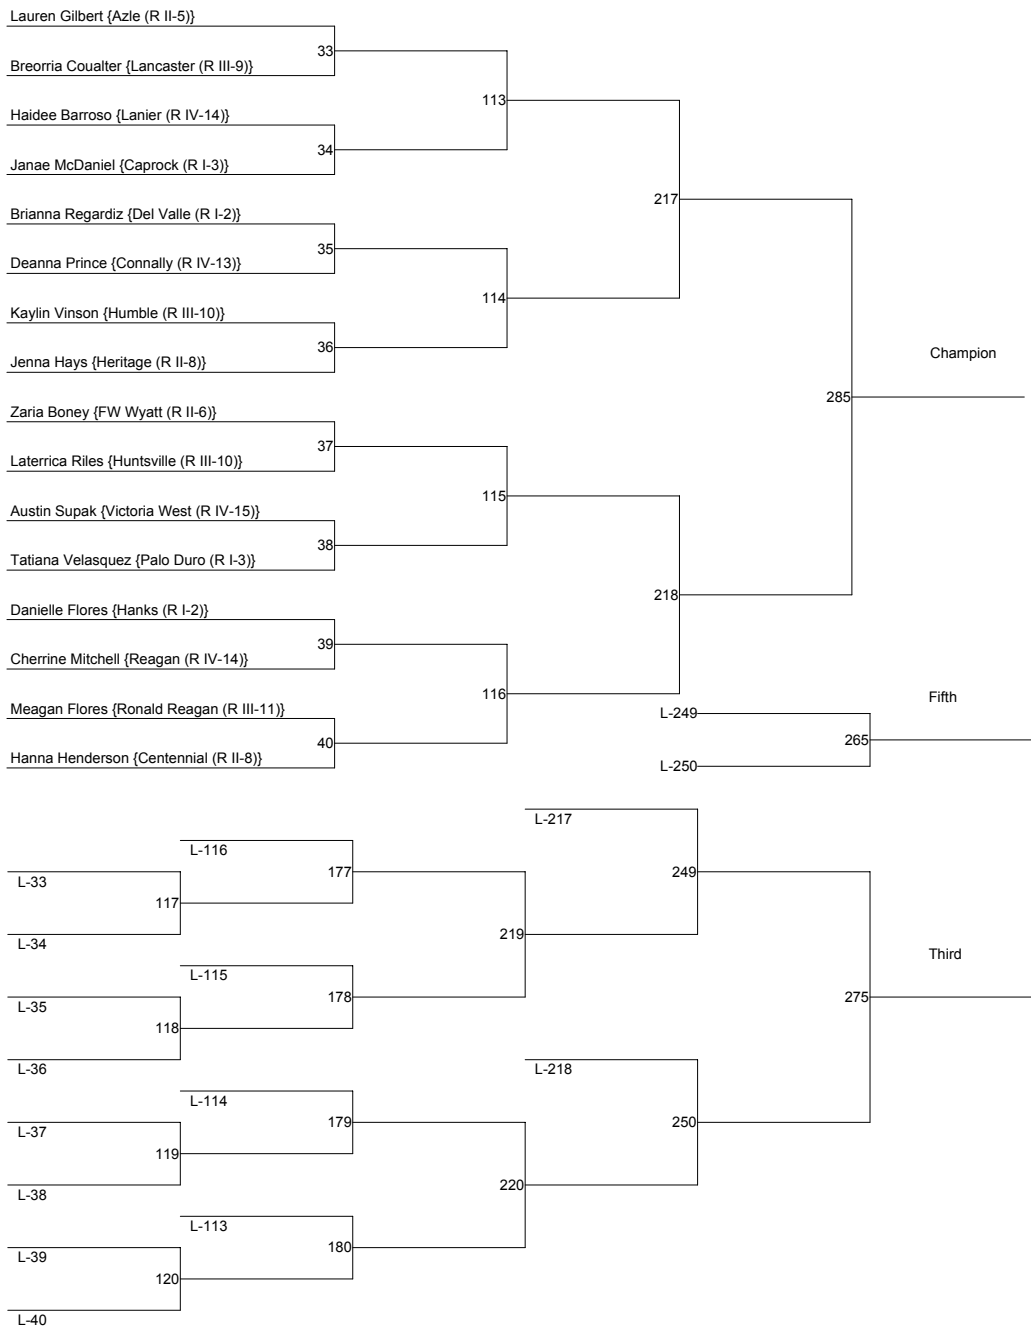 Lauren Gilbert {Azle (R II-5)}
33
Breorria Coualter {Lancaster (R III-9)}
113
Haidee Barroso {Lanier (R IV-14)}
34
Janae McDaniel {Caprock (R I-3)}
217
Brianna Regardiz {Del Valle (R I-2)}
35
Deanna Prince {Connally (R IV-13)}
114
Kaylin Vinson {Humble (R III-10)}
36
Jenna Hays {Heritage (R II-8)}
Champion
285
Zaria Boney {FW Wyatt (R II-6)}
37
Laterrica Riles {Huntsville (R III-10)}
115
Austin Supak {Victoria West (R IV-15)}
38
Tatiana Velasquez {Palo Duro (R I-3)}
218
Danielle Flores {Hanks (R I-2)}
39
Cherrine Mitchell {Reagan (R IV-14)}
116
Meagan Flores {Ronald Reagan (R III-11)}
40
Hanna Henderson {Centennial (R II-8)}
Fifth
L-249
265
L-250
L-217
L-116
177
249
L-33
117
L-34
219
Third
L-115
178
275
L-35
118
L-36
L-218
L-114
179
250
L-37
119
L-38
220
L-113
180
L-39
120
L-40